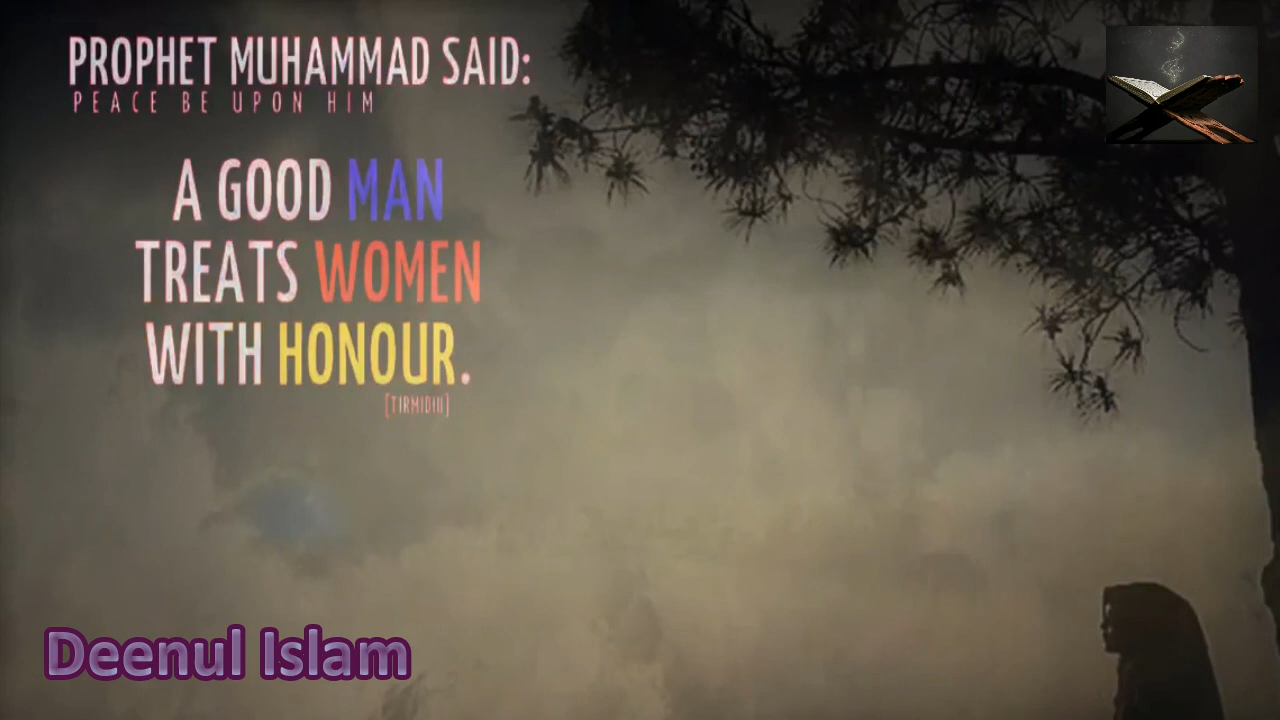 PROPHET MUHAMMAD SAID:
PEACE BE UPON HIM
A GOOD MAN
TREATS WOMEN
WITH HONOUR.
[TIRMIDHI]
Deenul Islam